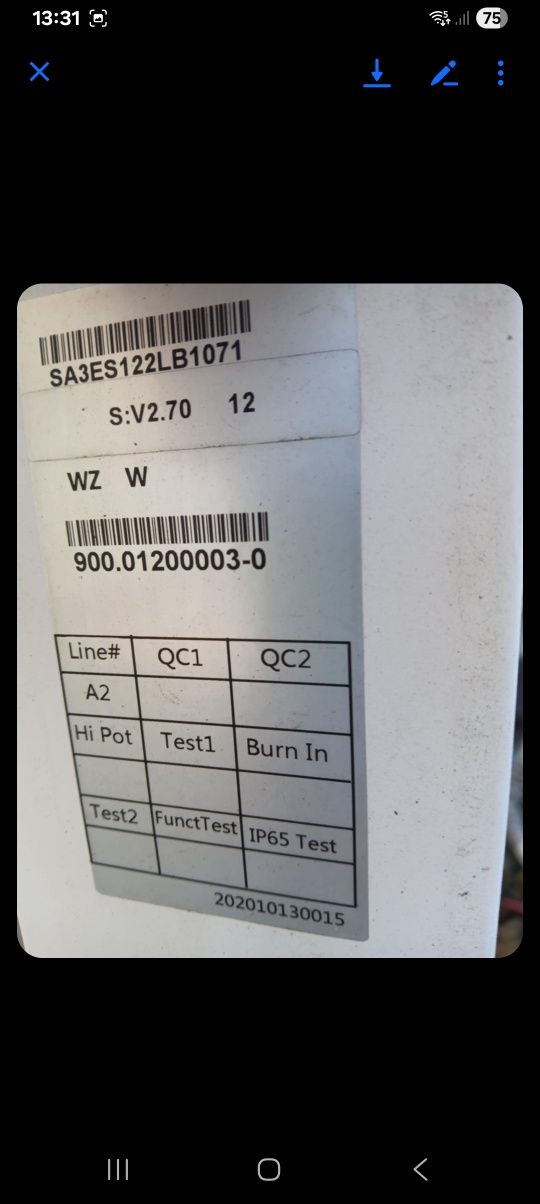 13:31
75
SA3ES122LB1071
S:V2.70 12
WZ W
900.01200003-0
Line# QC1 QC2
A2
Hi Pot Test1 Burn In
Test2 FunctTest IP65 Test
202010130015